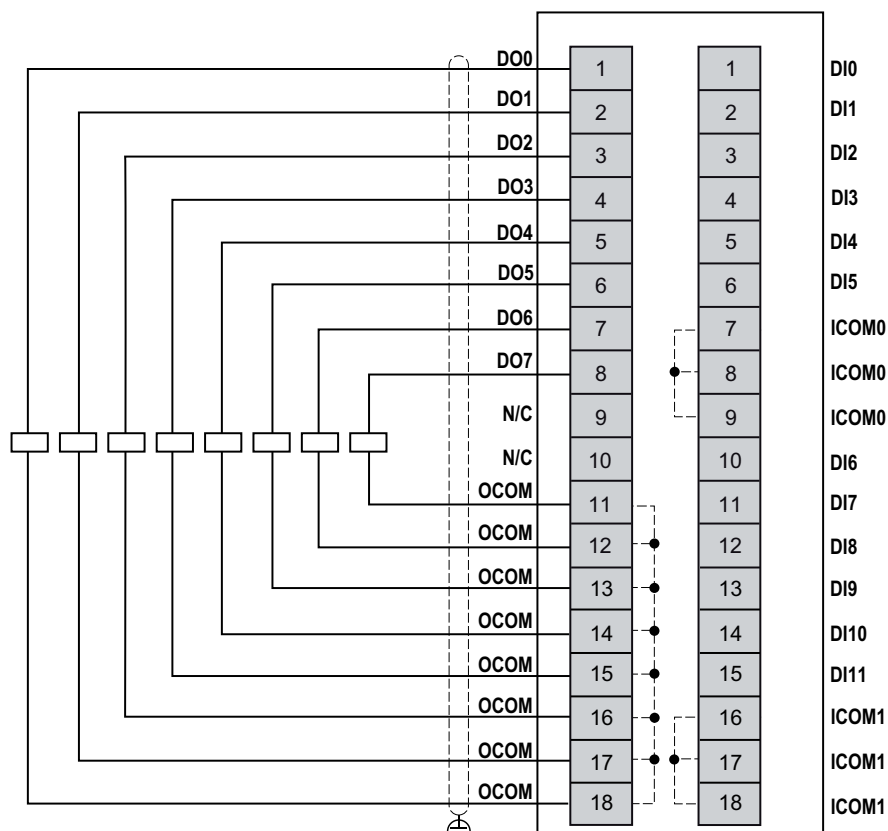 DO0 1 1 DI0
DO1 2 2 DI1
DO2 3 3 DI2
DO3 4 4 DI3
DO4 5 5 DI4
DO5 6 6 DI5
DO6 7 7 ICOM0
DO7 8 8 ICOM0
N/C 9 9 ICOM0
N/C 10 10 DI6
OCOM 11 11 DI7
OCOM 12 12 DI8
OCOM 13 13 DI9
OCOM 14 14 DI10
OCOM 15 15 DI11
OCOM 16 16 ICOM1
OCOM 17 17 ICOM1
OCOM 18 18 ICOM1